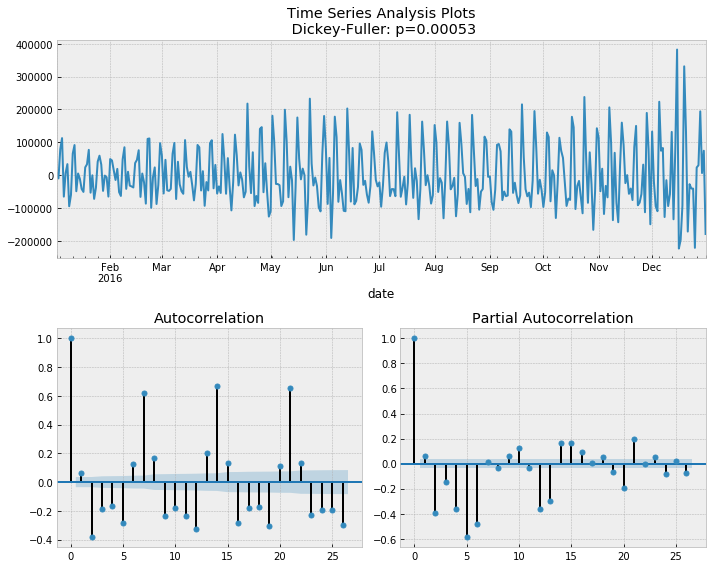 Time Series Analysis Plots
Dickey-Fuller: p=0.00053
400000
300000
200000
100000
0
−100000
−200000
Feb
2016
Mar
Apr
May
Jun
Jul
Aug
Sep
Oct
Nov
Dec
date
Autocorrelation
1.0
0.8
0.6
0.4
0.2
0.0
−0.2
−0.4
0
5
10
15
20
25
Partial Autocorrelation
1.0
0.8
0.6
0.4
0.2
0.0
−0.2
−0.4
−0.6
0
5
10
15
20
25